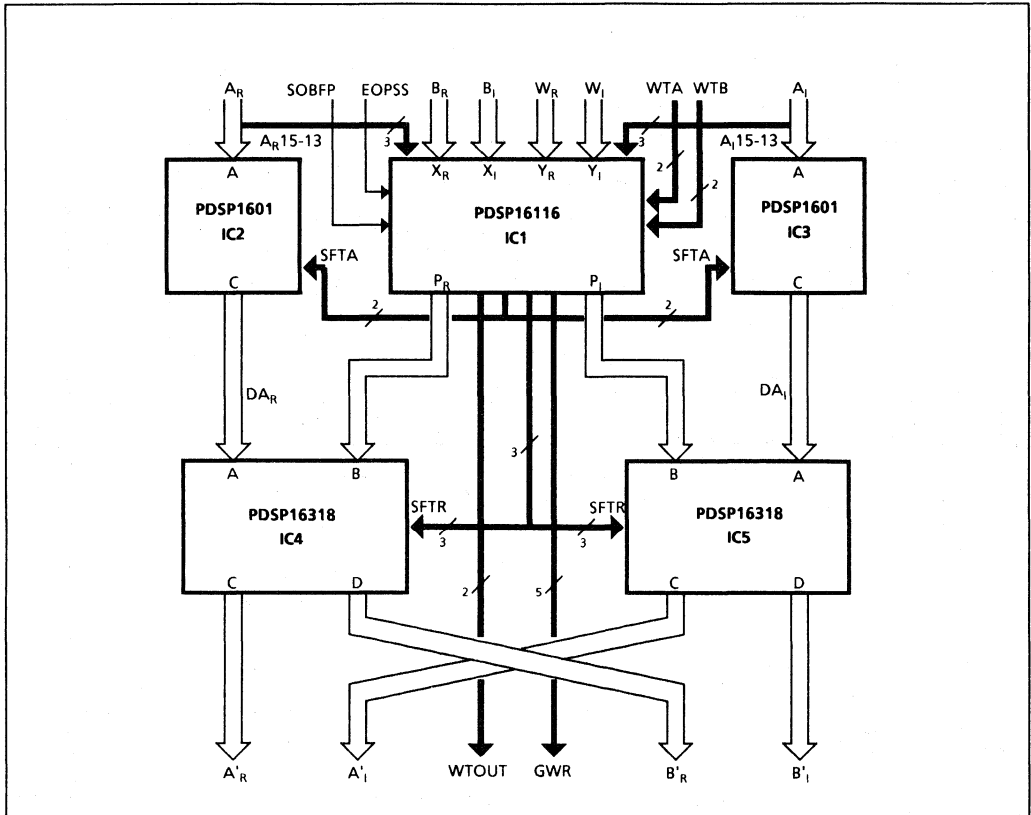 A_R SOBFP EOPSS B_R B_I W_R W_I WTA WTB A_I
A_R15-13 3 3 A_I15-13
2 2
A X_R X_I Y_R Y_I A
PDSP1601
IC2
PDSP16116
IC1
PDSP1601
IC3
SFTA SFTA
C P_R P_I C
2 2
DA_R DA_I
3
A B B A
PDSP16318
IC4
SFTR SFTR
3 3
PDSP16318
IC5
C D 2 5 C D
A'_R A'_I WTOUT GWR B'_R B'_I